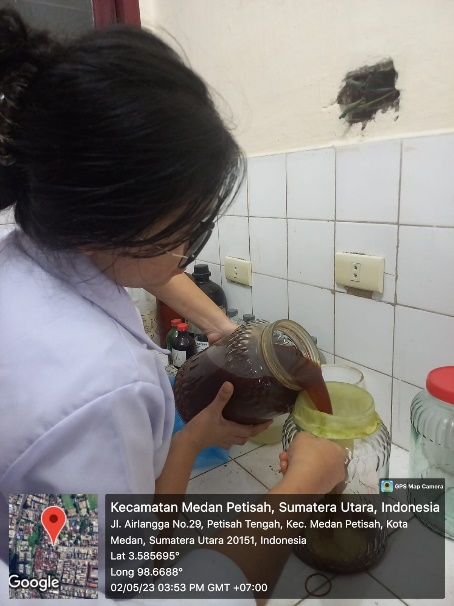 GPS Map Camera
Kecamatan Medan Petisah, Sumatera Utara, Indonesia
Jl. Airlangga No.29, Petisah Tengah, Kec. Medan Petisah, Kota
Medan, Sumatera Utara 20151, Indonesia
Lat 3.585695°
Long 98.6688°
02/05/23 03:53 PM GMT +07:00
Google